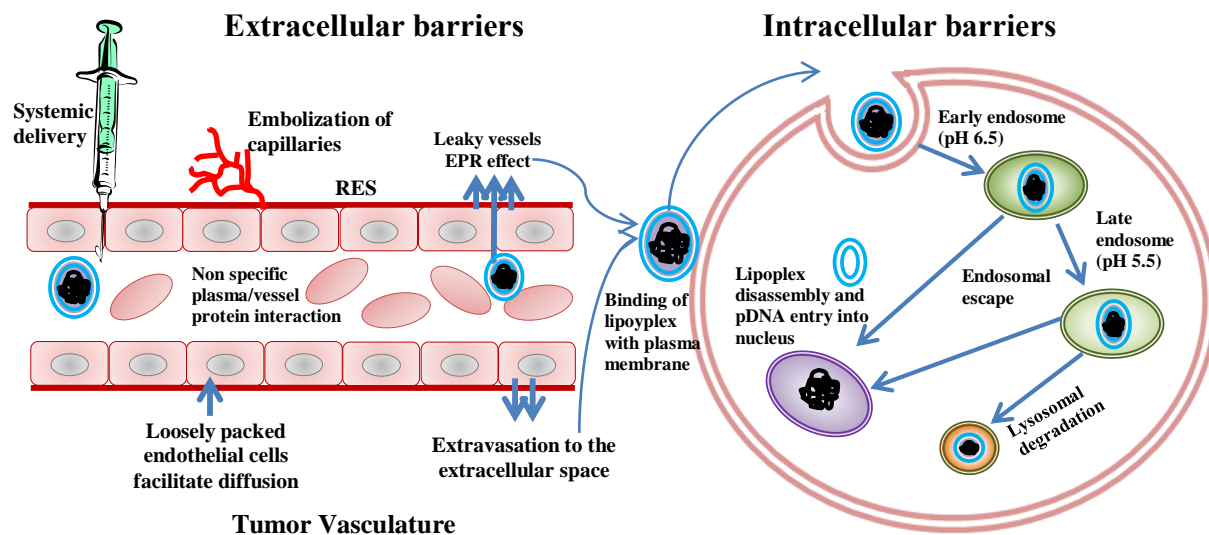 Extracellular barriers
Intracellular barriers
Systemic
delivery
Embolization of
capillaries
RES
Leaky vessels
EPR effect
Non specific
plasma/vessel
protein interaction
Loosely packed
endothelial cells
facilitate diffusion
Extravasation to the
extracellular space
Tumor Vasculature
Binding of
lipoyplex
with plasma
membrane
Early endosome
(pH 6.5)
Late
endosome
(pH 5.5)
Endosomal
escape
Lipoplex
disassembly and
pDNA entry into
nucleus
Lysosomal
degradation